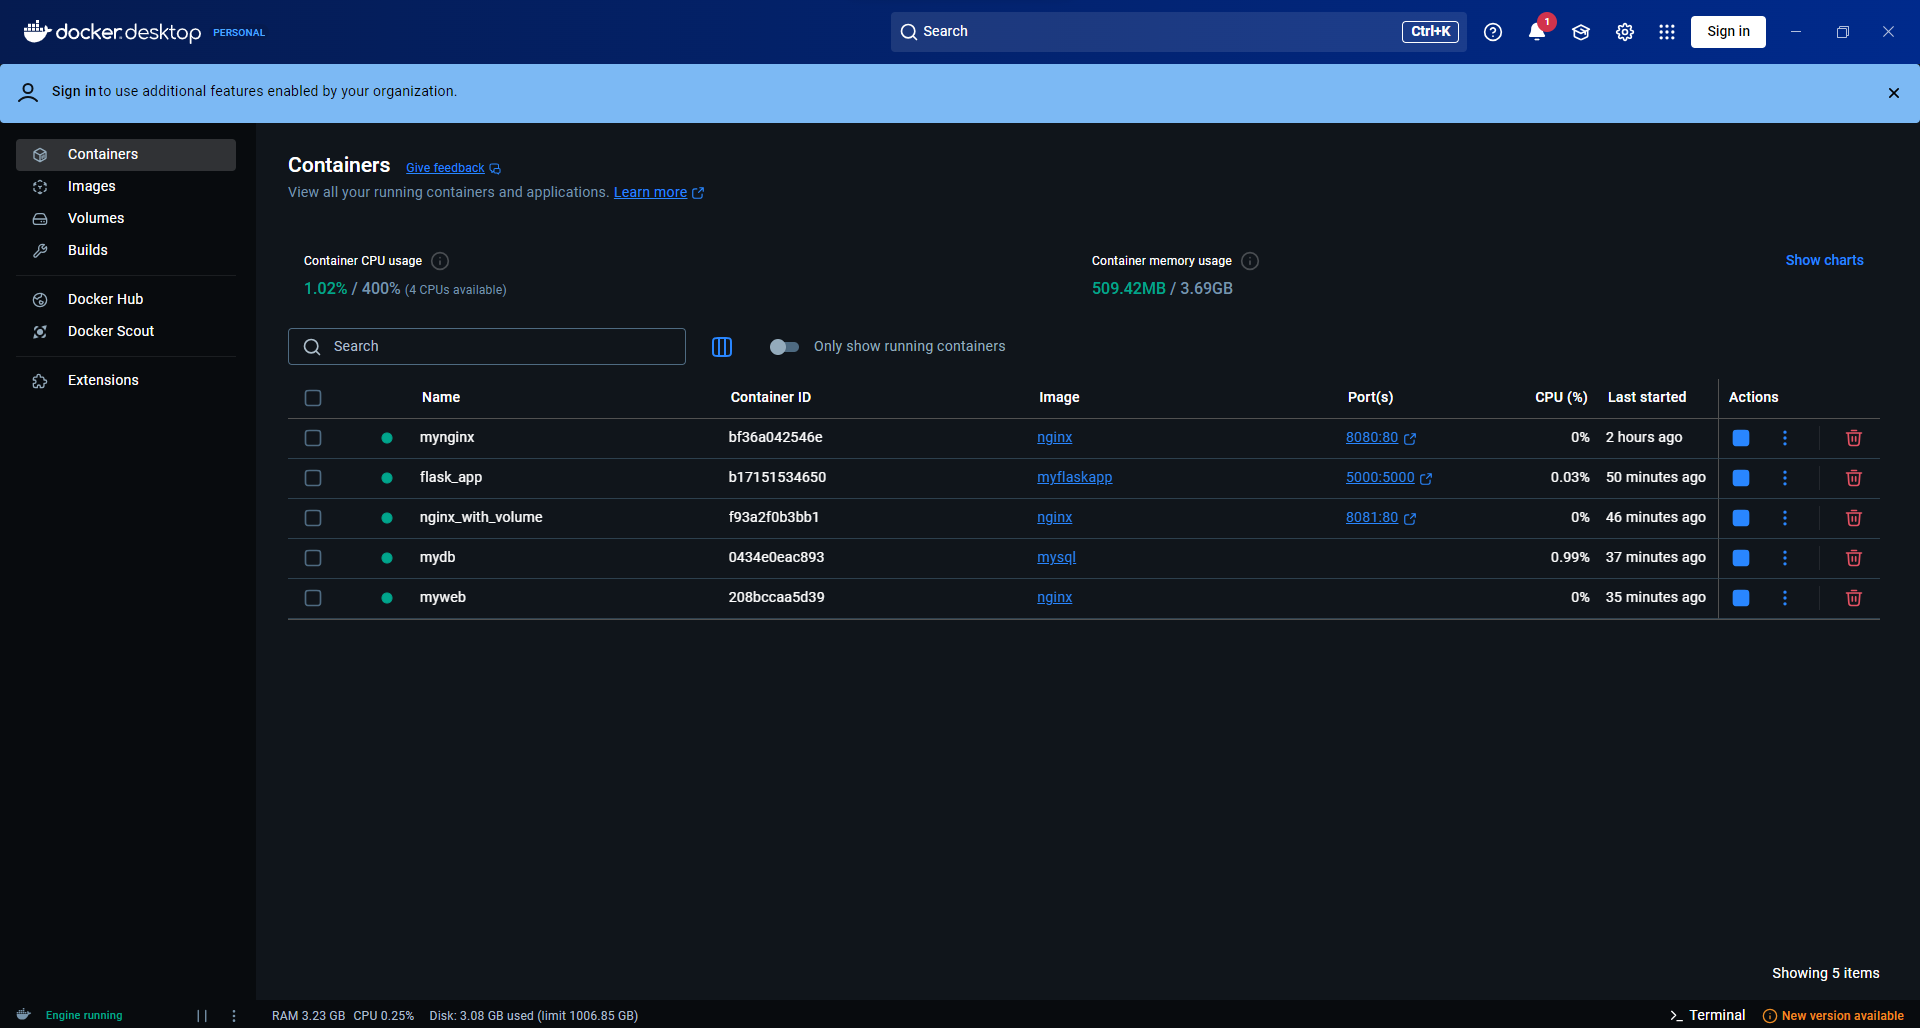 docker.desktop PERSONAL
Search Ctrl+K 1 Sign in
Sign in to use additional features enabled by your organization.
Containers
Images
Volumes
Builds
Docker Hub
Docker Scout
Extensions
Containers Give feedback
View all your running containers and applications. Learn more
Container CPU usage
1.02% / 400% (4 CPUs available)
Container memory usage
509.42MB / 3.69GB
Show charts
Search
Only show running containers
Name Container ID Image Port(s) CPU (%) Last started Actions
mynginx bf36a042546e nginx 8080:80 0% 2 hours ago
flask_app b17151534650 myflaskapp 5000:5000 0.03% 50 minutes ago
nginx_with_volume f93a2f0b3bb1 nginx 8081:80 0% 46 minutes ago
mydb 0434e0eac893 mysql 0.99% 37 minutes ago
myweb 208bccaa5d39 nginx 0% 35 minutes ago
Showing 5 items
Engine running
RAM 3.23 GB CPU 0.25% Disk: 3.08 GB used (limit 1006.85 GB)
>_ Terminal
New version available